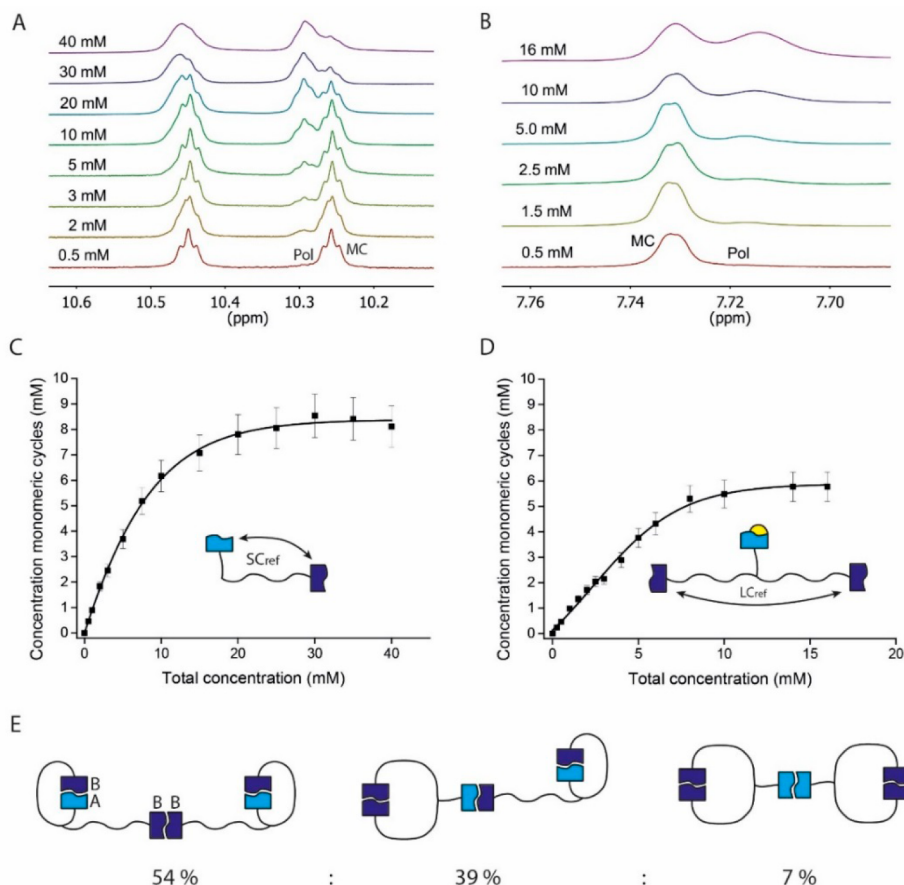 A
40 mM
30 mM
20 mM
10 mM
5 mM
3 mM
2 mM
0.5 mM
Pol
MC
10.6 10.5 10.4 10.3 10.2
(ppm)
B
16 mM
10 mM
5.0 mM
2.5 mM
1.5 mM
0.5 mM
MC
Pol
7.76 7.74 7.72 7.70
(ppm)
C
Concentration monomeric cycles (mM)
10
9
8
7
6
5
4
3
2
1
0
SCref
0 10 20 30 40
Total concentration (mM)
D
Concentration monomeric cycles (mM)
10
9
8
7
6
5
4
3
2
1
0
LCref
0 5 10 15 20
Total concentration (mM)
E
B
A
B B
54 % : 39 % : 7 %